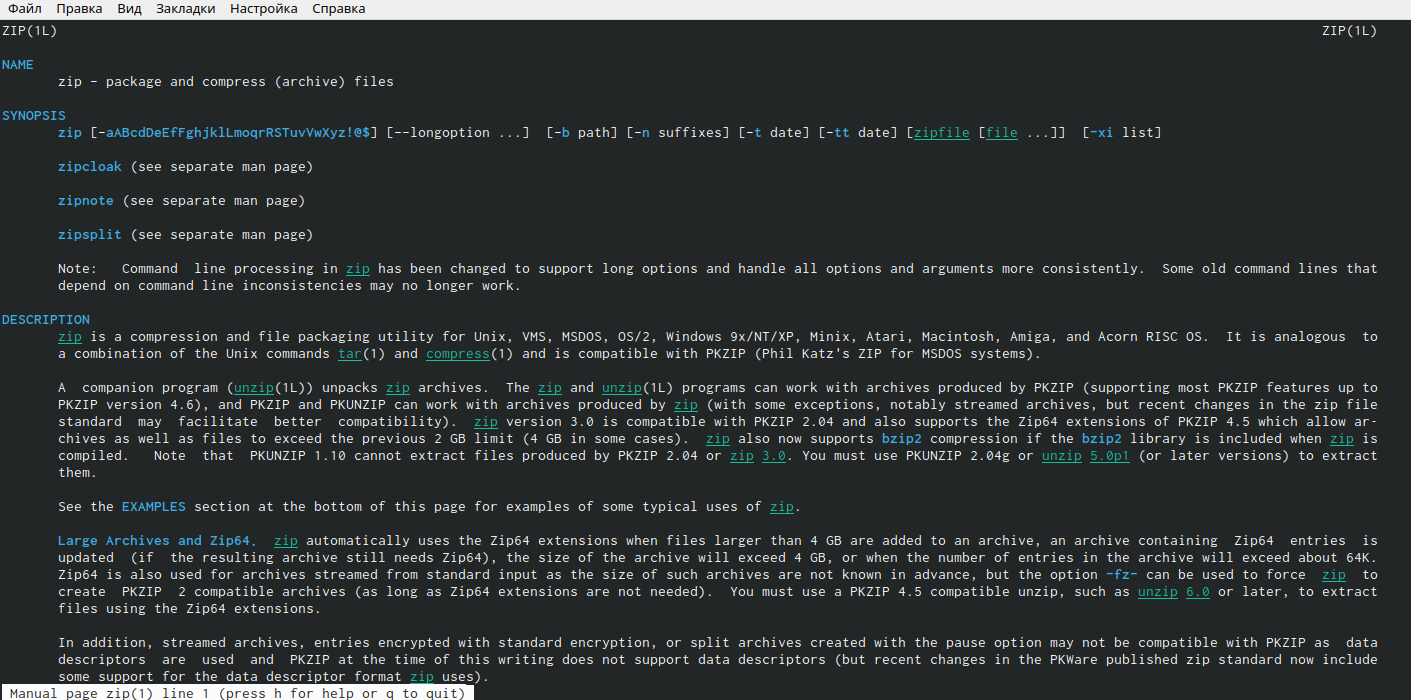 Файл Правка Вид Закладки Настройка Справка
ZIP(1L) ZIP(1L)
NAME
zip - package and compress (archive) files
SYNOPSIS
zip [-aABcdDeEfFghjklLmoqrRSTuvVwXyz!@$] [--longoption ...] [-b path] [-n suffixes] [-t date] [-tt date] [zipfile [file ...]] [-xi list]
zipcloak (see separate man page)
zipnote (see separate man page)
zipsplit (see separate man page)
Note: Command line processing in zip has been changed to support long options and handle all options and arguments more consistently. Some old command lines that
depend on command line inconsistencies may no longer work.
DESCRIPTION
zip is a compression and file packaging utility for Unix, VMS, MSDOS, OS/2, Windows 9x/NT/XP, Minix, Atari, Macintosh, Amiga, and Acorn RISC OS. It is analogous to
a combination of the Unix commands tar(1) and compress(1) and is compatible with PKZIP (Phil Katz's ZIP for MSDOS systems).
A companion program (unzip(1L)) unpacks zip archives. The zip and unzip(1L) programs can work with archives produced by PKZIP (supporting most PKZIP features up to
PKZIP version 4.6), and PKZIP and PKUNZIP can work with archives produced by zip (with some exceptions, notably streamed archives, but recent changes in the zip file
standard may facilitate better compatibility). zip version 3.0 is compatible with PKZIP 2.04 and also supports the Zip64 extensions of PKZIP 4.5 which allow ar-
chives as well as files to exceed the previous 2 GB limit (4 GB in some cases). zip also now supports bzip2 compression if the bzip2 library is included when zip is
compiled. Note that PKUNZIP 1.10 cannot extract files produced by PKZIP 2.04 or zip 3.0. You must use PKUNZIP 2.04g or unzip 5.0p1 (or later versions) to extract
them.
See the EXAMPLES section at the bottom of this page for examples of some typical uses of zip.
Large Archives and Zip64. zip automatically uses the Zip64 extensions when files larger than 4 GB are added to an archive, an archive containing Zip64 entries is
updated (if the resulting archive still needs Zip64), the size of the archive will exceed 4 GB, or when the number of entries in the archive will exceed about 64K.
Zip64 is also used for archives streamed from standard input as the size of such archives are not known in advance, but the option -fz- can be used to force zip to
create PKZIP 2 compatible archives (as long as Zip64 extensions are not needed). You must use a PKZIP 4.5 compatible unzip, such as unzip 6.0 or later, to extract
files using the Zip64 extensions.
In addition, streamed archives, entries encrypted with standard encryption, or split archives created with the pause option may not be compatible with PKZIP as data
descriptors are used and PKZIP at the time of this writing does not support data descriptors (but recent changes in the PKWare published zip standard now include
some support for the data descriptor format zip uses).
Manual page zip(1) line 1 (press h for help or q to quit)